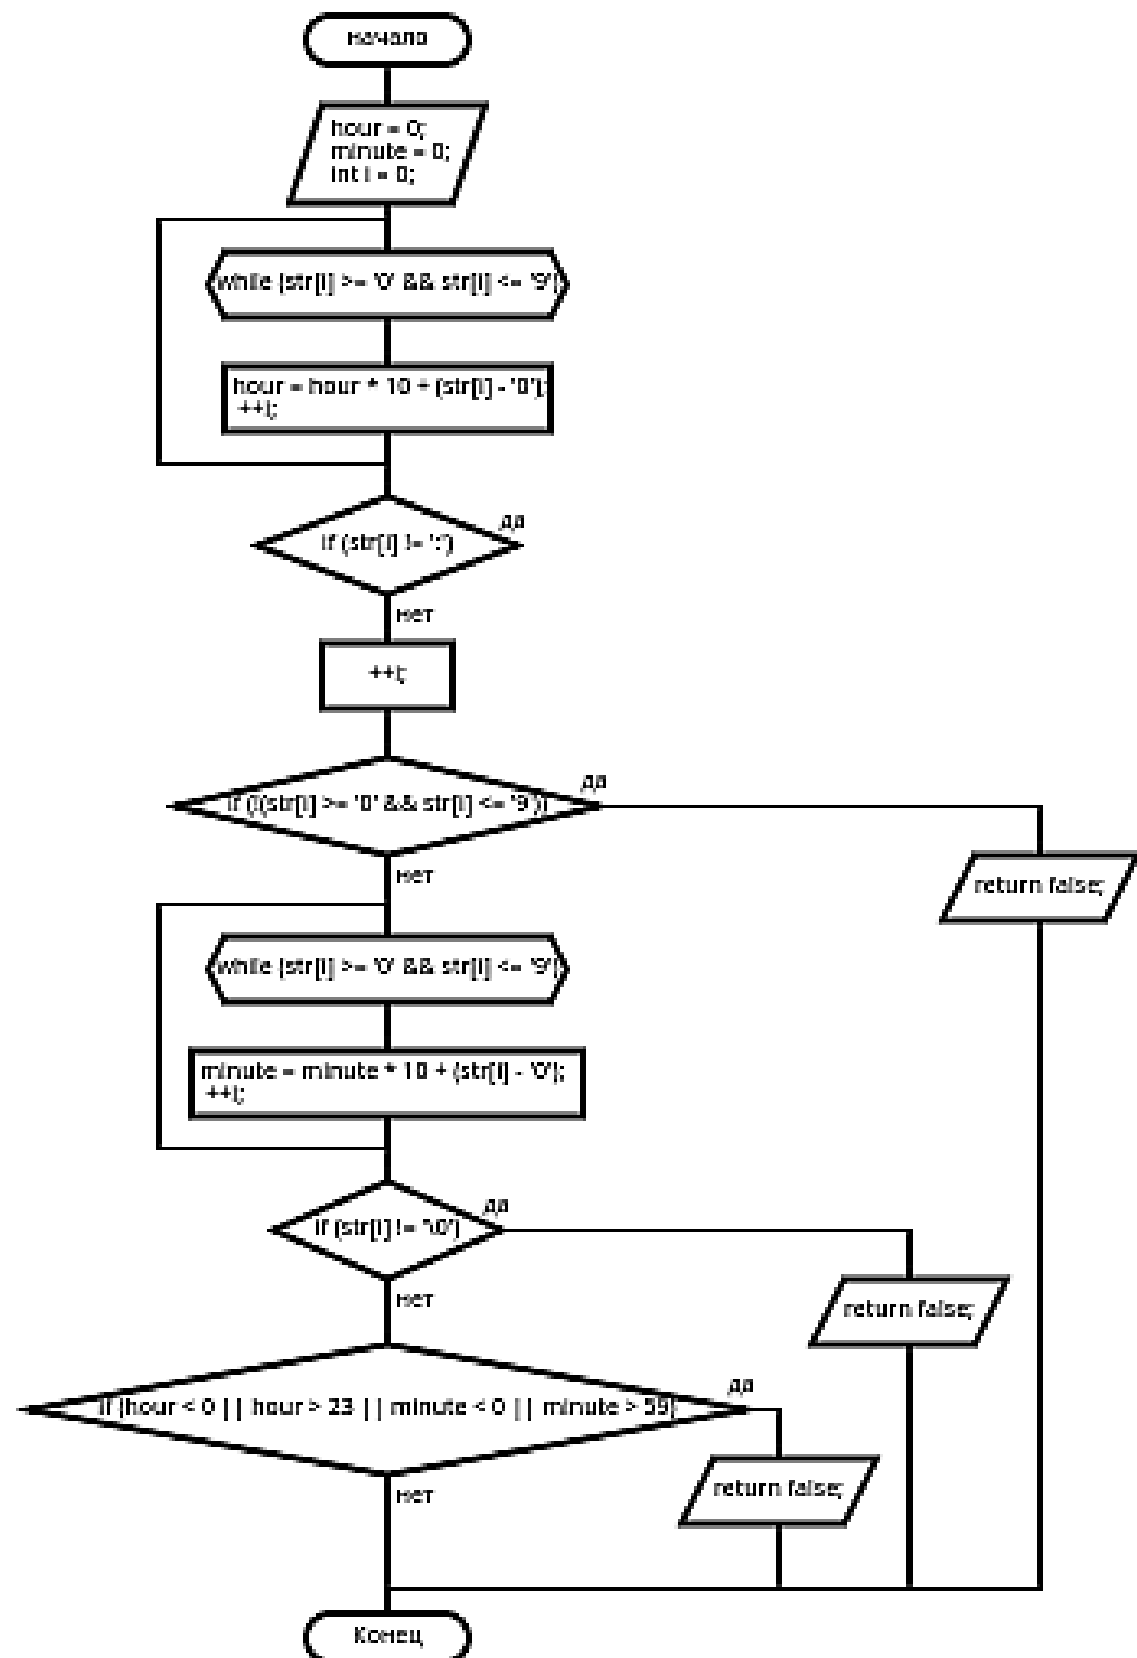 начало
hour = 0;
minute = 0;
int i = 0;
while (str[i] >= '0' && str[i] <= '9')
hour = hour * 10 + (str[i] - '0');
++i;
if (str[i] != ':')
да
нет
++i;
if (!(str[i] >= '0' && str[i] <= '9'))
да
нет
return false;
while (str[i] >= '0' && str[i] <= '9')
minute = minute * 10 + (str[i] - '0');
++i;
if (str[i] != '\0')
да
нет
return false;
if (hour < 0 || hour > 23 || minute < 0 || minute > 59)
да
нет
return false;
Конец